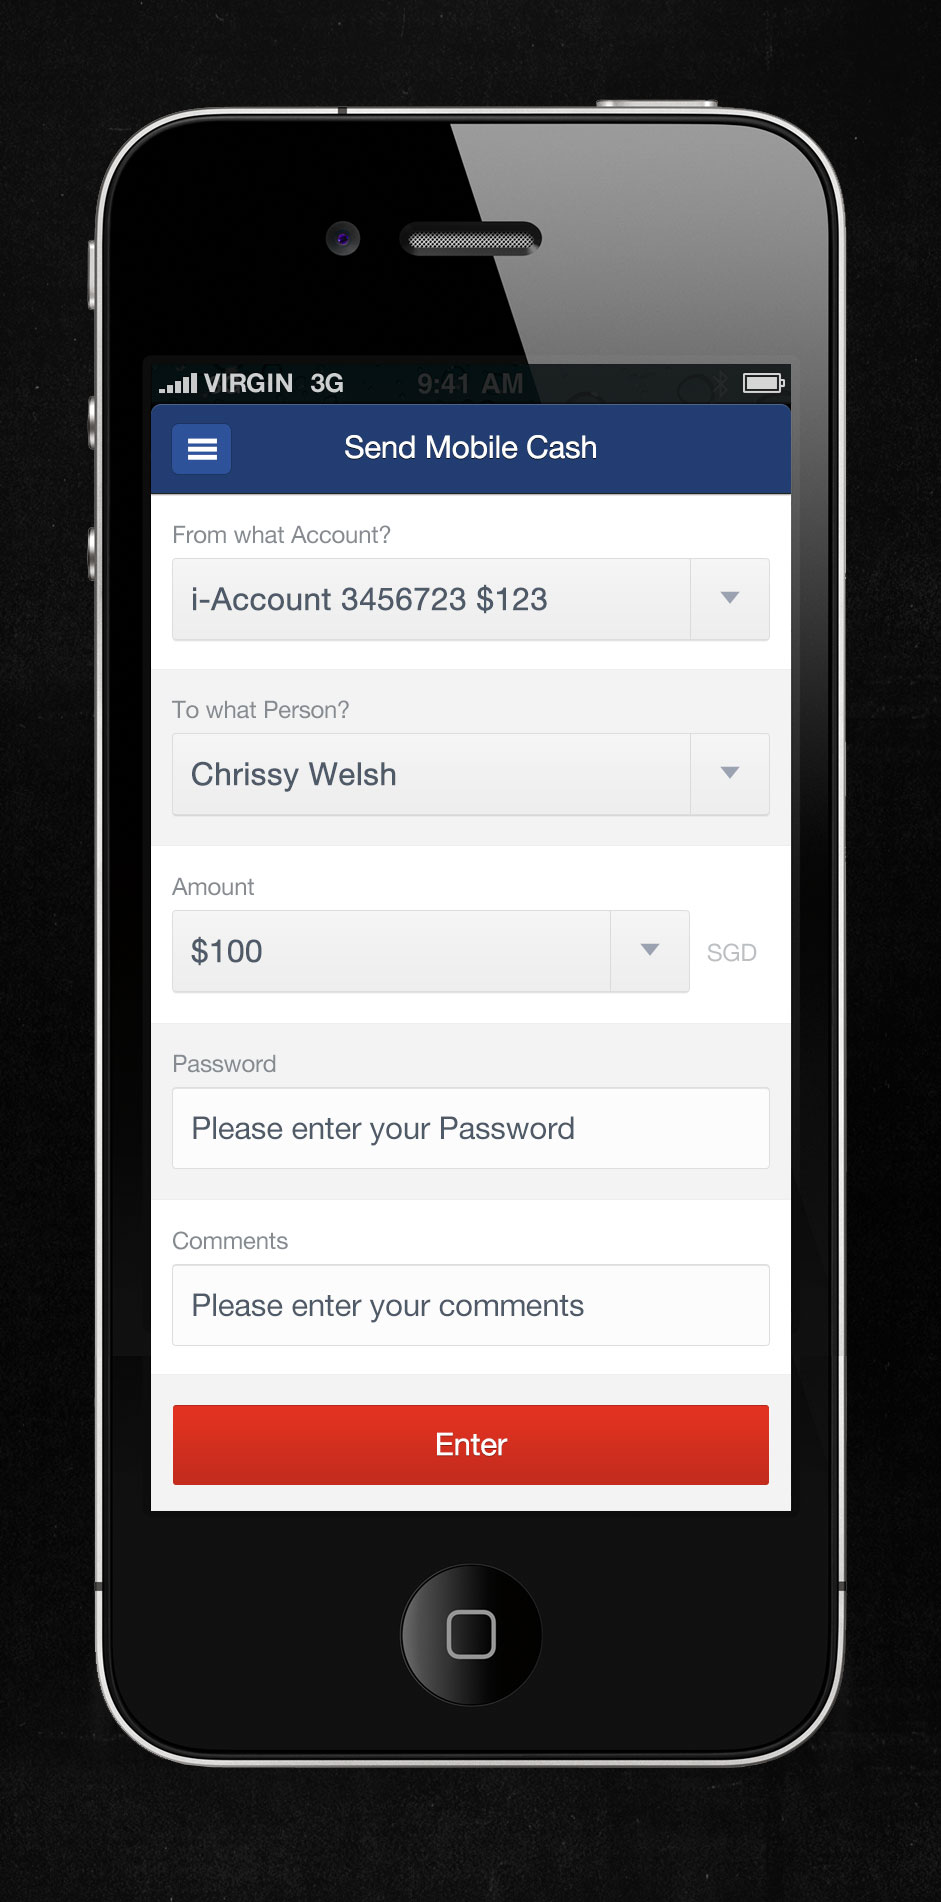 VIRGIN 3G 9:41 AM
Send Mobile Cash
From what Account?
i-Account 3456723 $123
To what Person?
Chrissy Welsh
Amount
$100 SGD
Password
Please enter your Password
Comments
Please enter your comments
Enter